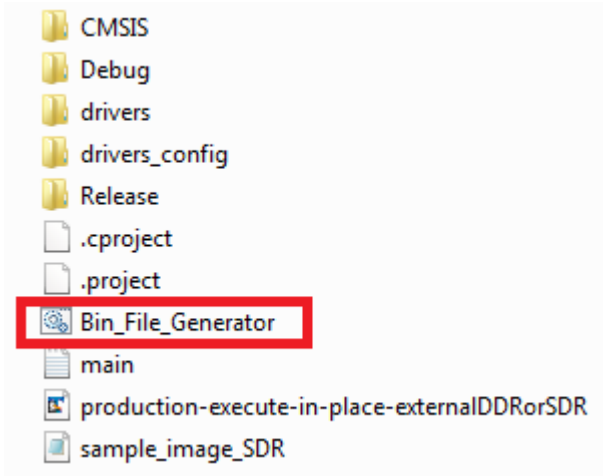 CMSIS
Debug
drivers
drivers_config
Release
.cproject
.project
Bin_File_Generator
main
production-execute-in-place-externalDDRorSDR
sample_image_SDR